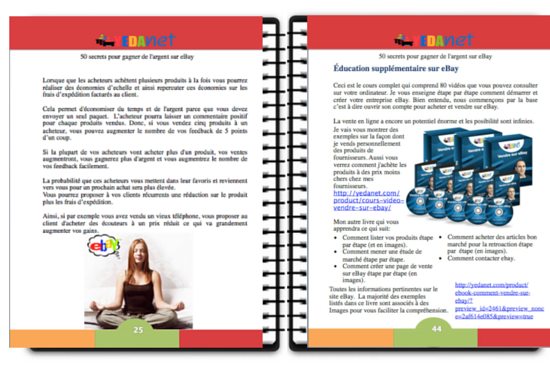 YEDAnet
50 secrets pour gagner de l'argent sur eBay
Lorsque que les acheteurs achètent plusieurs produits à la fois vous pourrez
réaliser des économies d'echelle et ainsi repercuter ces économies sur les
frais d'expédition facturés au client.
Cela permet d'économiser du temps et de l'argent parce que vous devez
envoyer un seul paquet. L'acheteur pourra laisser un commentaire positif
pour chaque produits vendus. Donc, si vous vendez cinq produits à un
acheteur, vous pouvez augmenter le nombre de vos feedback de 5 points
d'un coup.
Si la plupart de vos acheteurs vont acheter plus d'un produit, vos ventes
augmentront, vous gagnerez plus d'argent et vous augmentez le nombre de
vos feedback facilement.
La probabilité que ces acheteurs vous mettent dans leur favoris et reviennent
vers vous pour un prochain achat sera plus élevée.
Vous pourrez proposer à vos clients récurrents une réduction sur le produit
plus les frais d'expédition.
Ainsi, si par exemple vous avez vendu un vieux téléphone, vous proposer au
client d'acheter des écouteurs à un prix réduit ce qui va grandement
augmenter vos gains.
ebay
25
YEDAnet
50 secrets pour gagner de l'argent sur eBay
Éducation supplémentaire sur eBay
Ceci est le cours complet qui comprend 80 vidéos que vous pouvez consulter
sur votre ordinateur. Je vous enseigne étape par étape comment démarrer et
créer votre entreprise eBay. Bien entendu, nous commençons par la base
c'est à dire ouvrir son compte pour acheter et vendre sur eBay.
La vente en ligne a encore un potentiel énorme et les possibilité sont infinies.
Je vais vous montrer
des exemples sur la façon dont
je vends personnellement
des produits de
fournisseurs. Aussi vous
verrez comment j'achète les
produits à des prix moins
chers chez mes
fournisseurs.
http://yedanet.com/
product/cours-video-
vendre-sur-ebay/
Mon autre livre qui vous
apprendra ce qui suit:
• Comment lister vos produits étape
par étape (et en images).
• Comment mener une étude de
marché étape par étape.
• Comment créer une page de vente
sur eBay étape par étape (en
images).
• Comment acheter des articles bon
marché pour la retroaction étape
par étape (en images).
• Comment contacter ebay.
Toutes les informations pertinentes sur le
site eBay. La majorité des exemples
listés dans ce livre sont associés à des
Images pour vous faciliter la compréhension.
http://yedanet.com/product/
ebook-comment-vendre-sur-
ebay/?
preview_id=2461&preview_nonc
e=2af614e085&preview=true
44